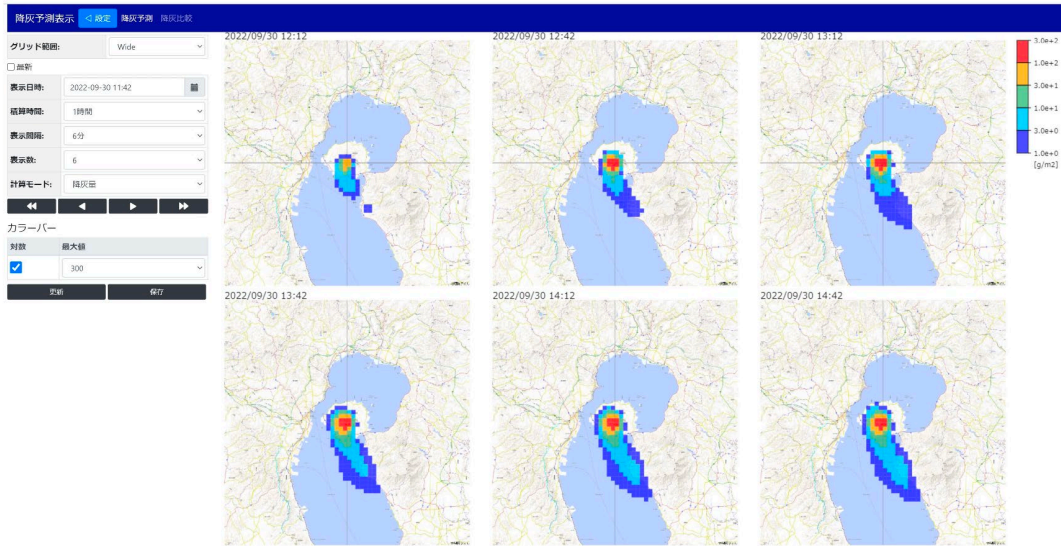 降灰予測表示 ◁ 設定 降灰予測 降灰比較
グリッド範囲: Wide
最新
表示日時: 2022-09-30 11:42
積算時間: 1時間
表示間隔: 6分
表示数: 6
計算モード: 降灰量
カラーバー
対数 最大値
300
更新 保存
2022/09/30 12:12
2022/09/30 12:42
2022/09/30 13:12
2022/09/30 13:42
2022/09/30 14:12
2022/09/30 14:42
3.0e+2
1.0e+2
3.0e+1
1.0e+1
3.0e+0
1.0e+0
[g/m2]